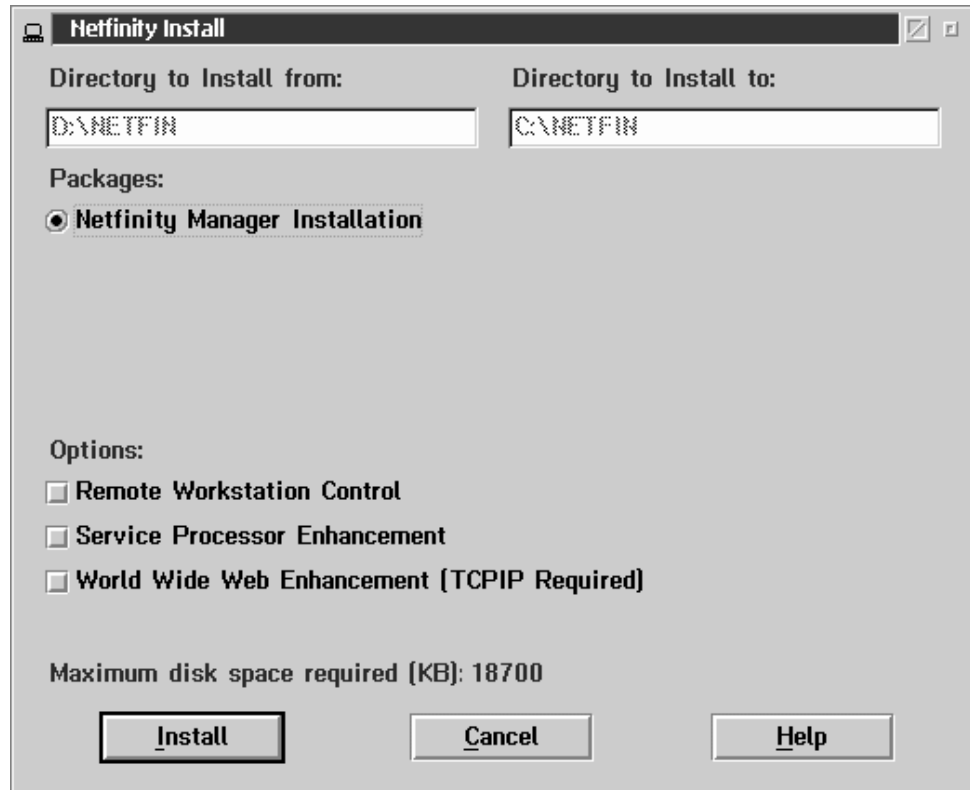 Netfinity Install
Directory to Install from: Directory to Install to:
D:\NETFIN C:\NETFIN
Packages:
Netfinity Manager Installation
Options:
Remote Workstation Control
Service Processor Enhancement
World Wide Web Enhancement (TCPIP Required)
Maximum disk space required (KB): 18700
Install Cancel Help